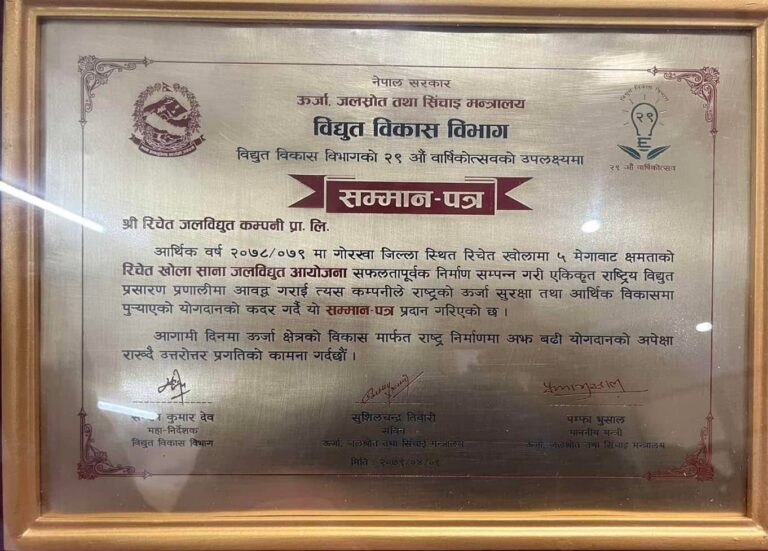 नेपाल सरकार
ऊर्जा, जलस्रोत तथा सिंचाइ मन्त्रालय
विद्युत विकास विभाग
विद्युत विकास विभागको २९ औं वार्षिकोत्सवको उपलक्ष्यमा
विद्युत विकास विभाग
२९
२९ औं वार्षिकोत्सव
सम्मान-पत्र
श्री रिचेत जलविद्युत कम्पनी प्रा. लि.
आर्थिक वर्ष २०७८/०७९ मा गोरखा जिल्ला स्थित रिचेत खोलामा ५ मेगावाट क्षमताको
रिचेत खोला साना जलविद्युत आयोजना सफलतापूर्वक निर्माण सम्पन्न गरी एकिकृत राष्ट्रिय विद्युत
प्रसारण प्रणालीमा आवद्ध गराई त्यस कम्पनीले राष्ट्रको ऊर्जा सुरक्षा तथा आर्थिक विकासमा
पुऱ्याएको योगदानको कदर गर्दै यो सम्मान-पत्र प्रदान गरिएको छ ।
आगामी दिनमा ऊर्जा क्षेत्रको विकास मार्फत राष्ट्र निर्माणमा अझ बढी योगदानको अपेक्षा
राख्दै उत्तरोत्तर प्रगतिको कामना गर्दछौं ।
कुमार देव
महा-निर्देशक
विद्युत विकास विभाग
सुशिलचन्द्र तिवारी
सचिव
ऊर्जा, जलस्रोत तथा सिंचाइ मन्त्रालय
मिति : २०७९/०४/०१
पम्फा भुसाल
माननीय मन्त्री
ऊर्जा, जलस्रोत तथा सिंचाइ मन्त्रालय